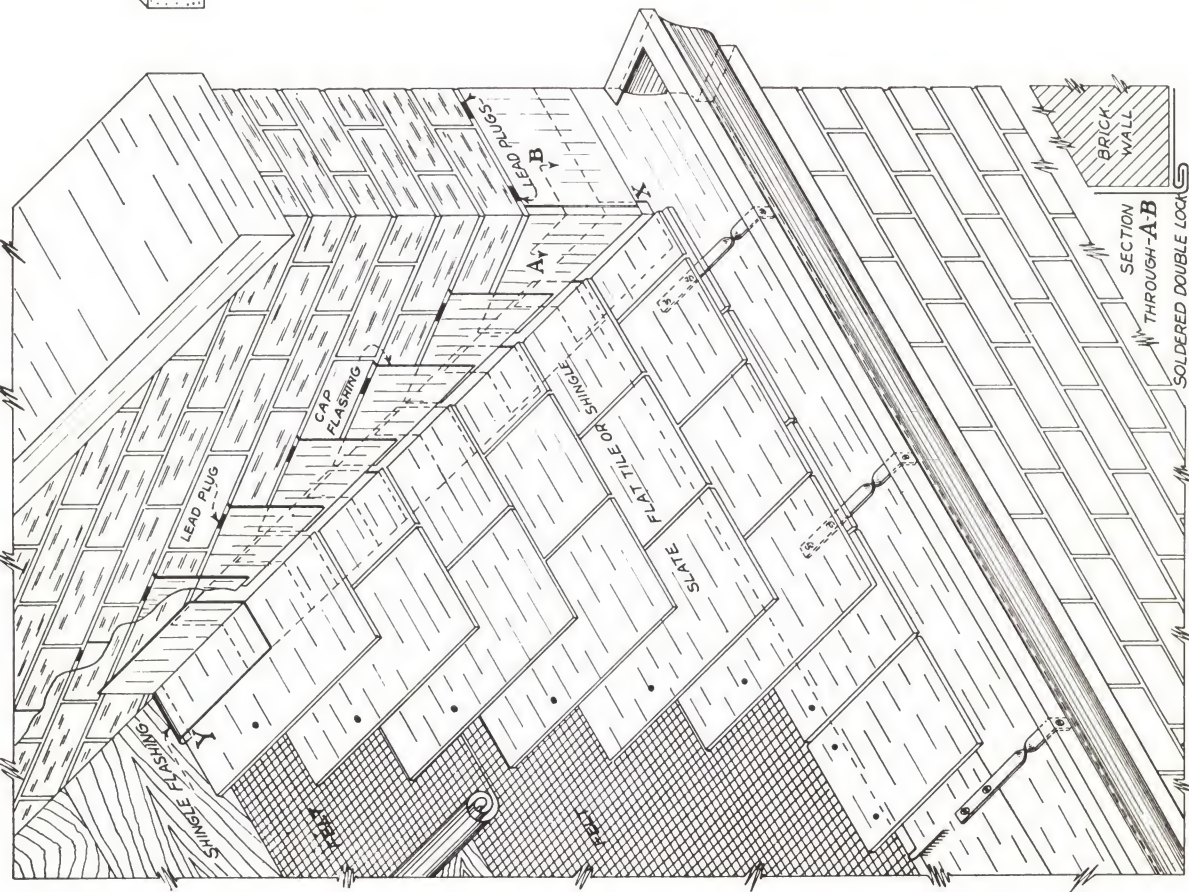 LEAD PLUGS
B
X
A
CAP
FLASHING
LEAD PLUG
SLATE FLAT TILE OR SHINGLE
Y
SHINGLE FLASHING
FELT
FELT
BRICK
WALL
SECTION
THROUGH-A-B
SOLDERED DOUBLE LOCK